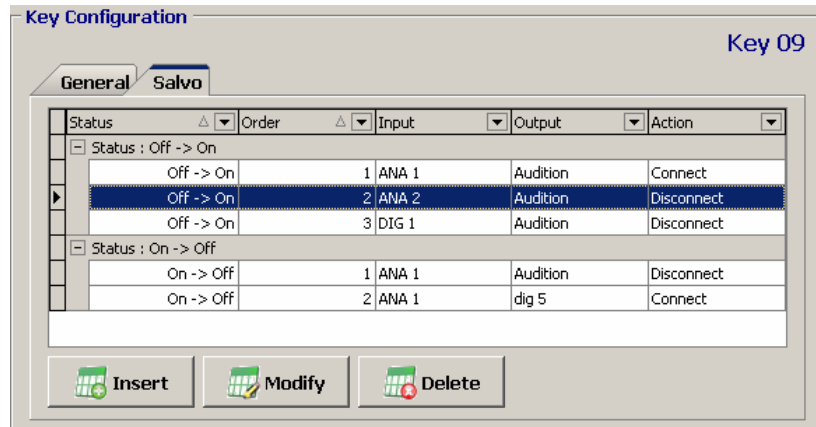 Key Configuration
Key 09
General Salvo
Status Order Input Output Action
Status : Off -> On
Off -> On 1 ANA 1 Audition Connect
Off -> On 2 ANA 2 Audition Disconnect
Off -> On 3 DIG 1 Audition Disconnect
Status : On -> Off
On -> Off 1 ANA 1 Audition Disconnect
On -> Off 2 ANA 1 dig 5 Connect
Insert Modify Delete